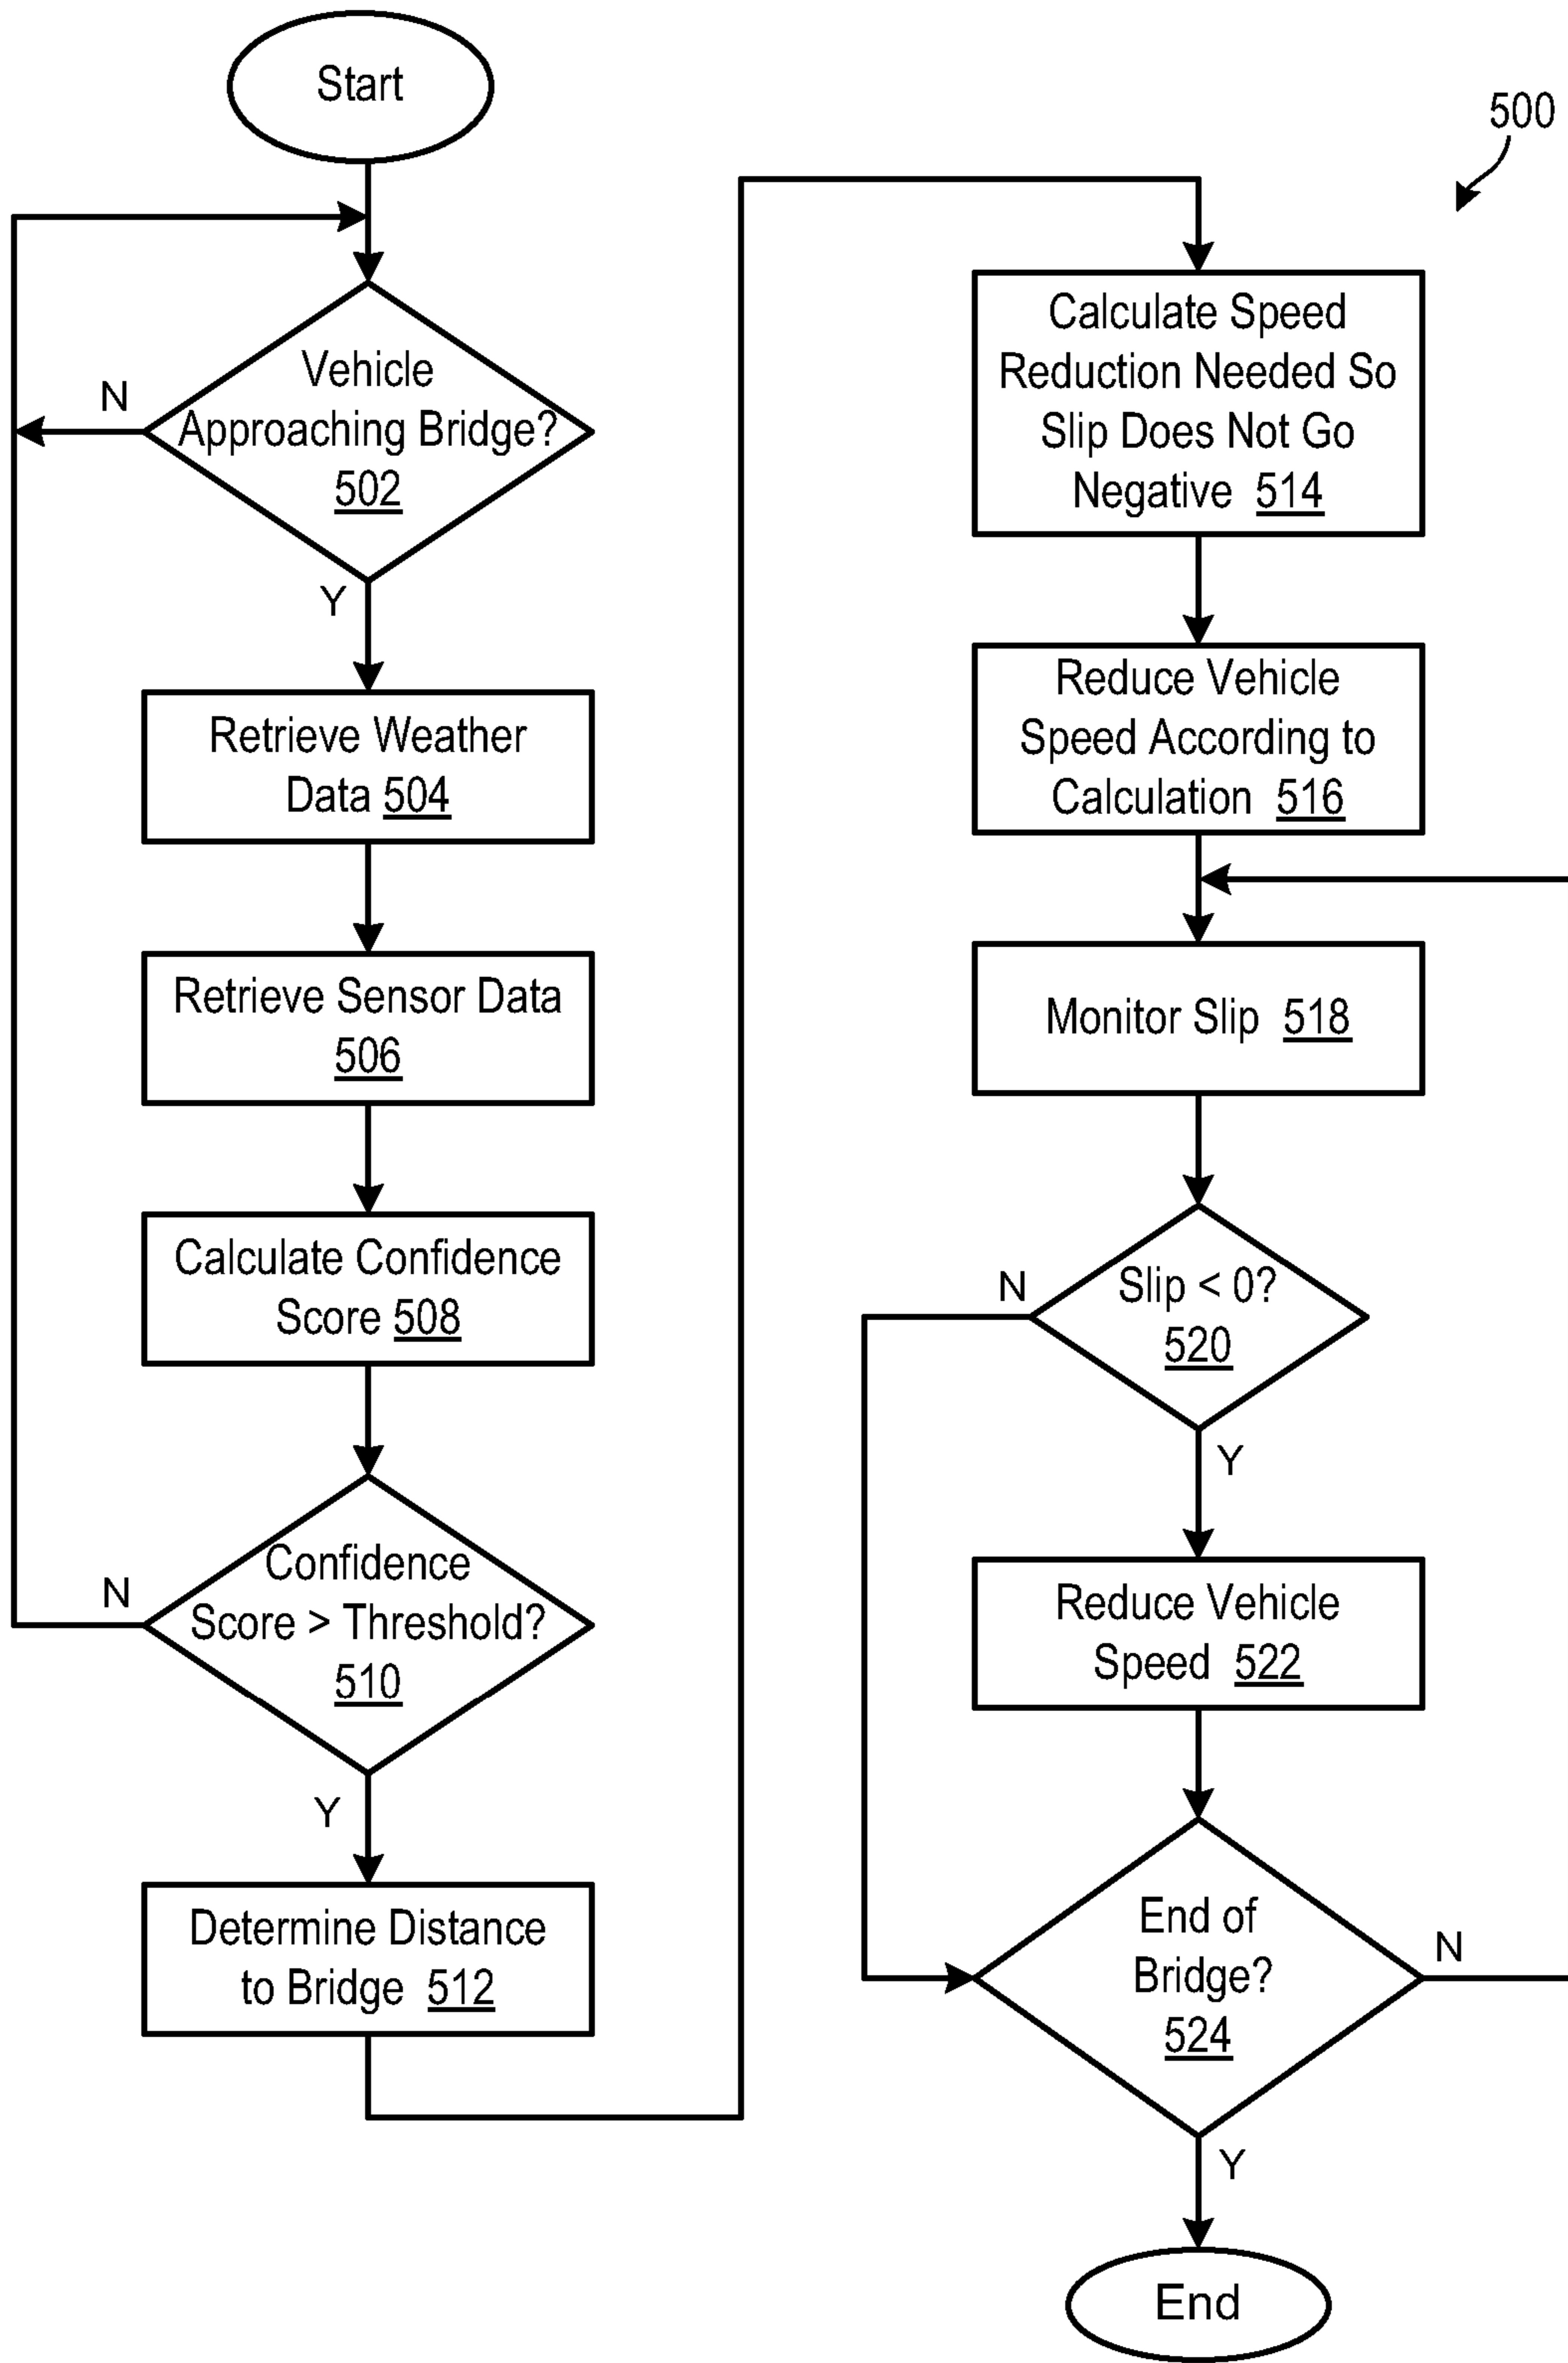 Start
500
Vehicle
Approaching Bridge?
502
N
Y
Retrieve Weather
Data 504
Retrieve Sensor Data
506
Calculate Confidence
Score 508
Confidence
Score > Threshold?
510
N
Y
Determine Distance
to Bridge 512
Calculate Speed
Reduction Needed So
Slip Does Not Go
Negative 514
Reduce Vehicle
Speed According to
Calculation 516
Monitor Slip 518
Slip < 0?
520
N
Y
Reduce Vehicle
Speed 522
End of
Bridge?
524
N
Y
End